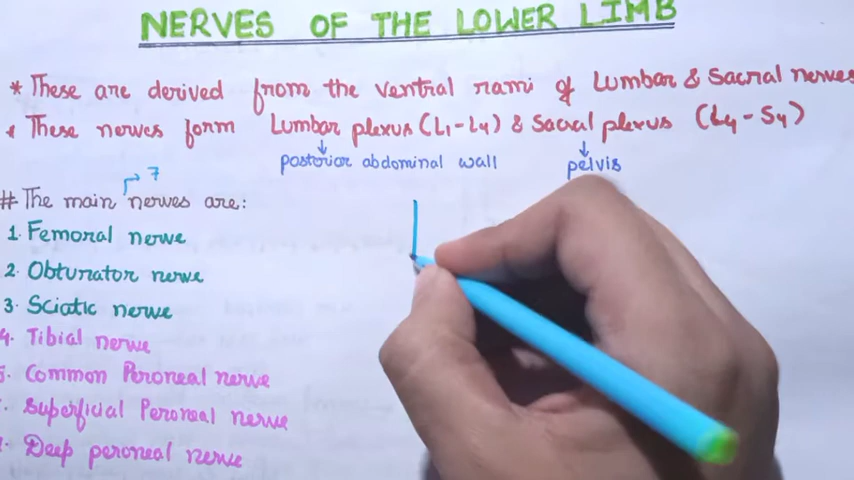 NERVES OF THE LOWER LIMB
* These are derived from the ventral rami of Lumbar & Sacral nerves
* These nerves form Lumbar plexus (L1-L4) & Sacral plexus (L4-S4)
posterior abdominal wall pelvis
7
# The main nerves are:
1. Femoral nerve
2. Obturator nerve
3. Sciatic nerve
4. Tibial nerve
5. Common Peroneal nerve
Superficial Peroneal nerve
Deep peroneal nerve